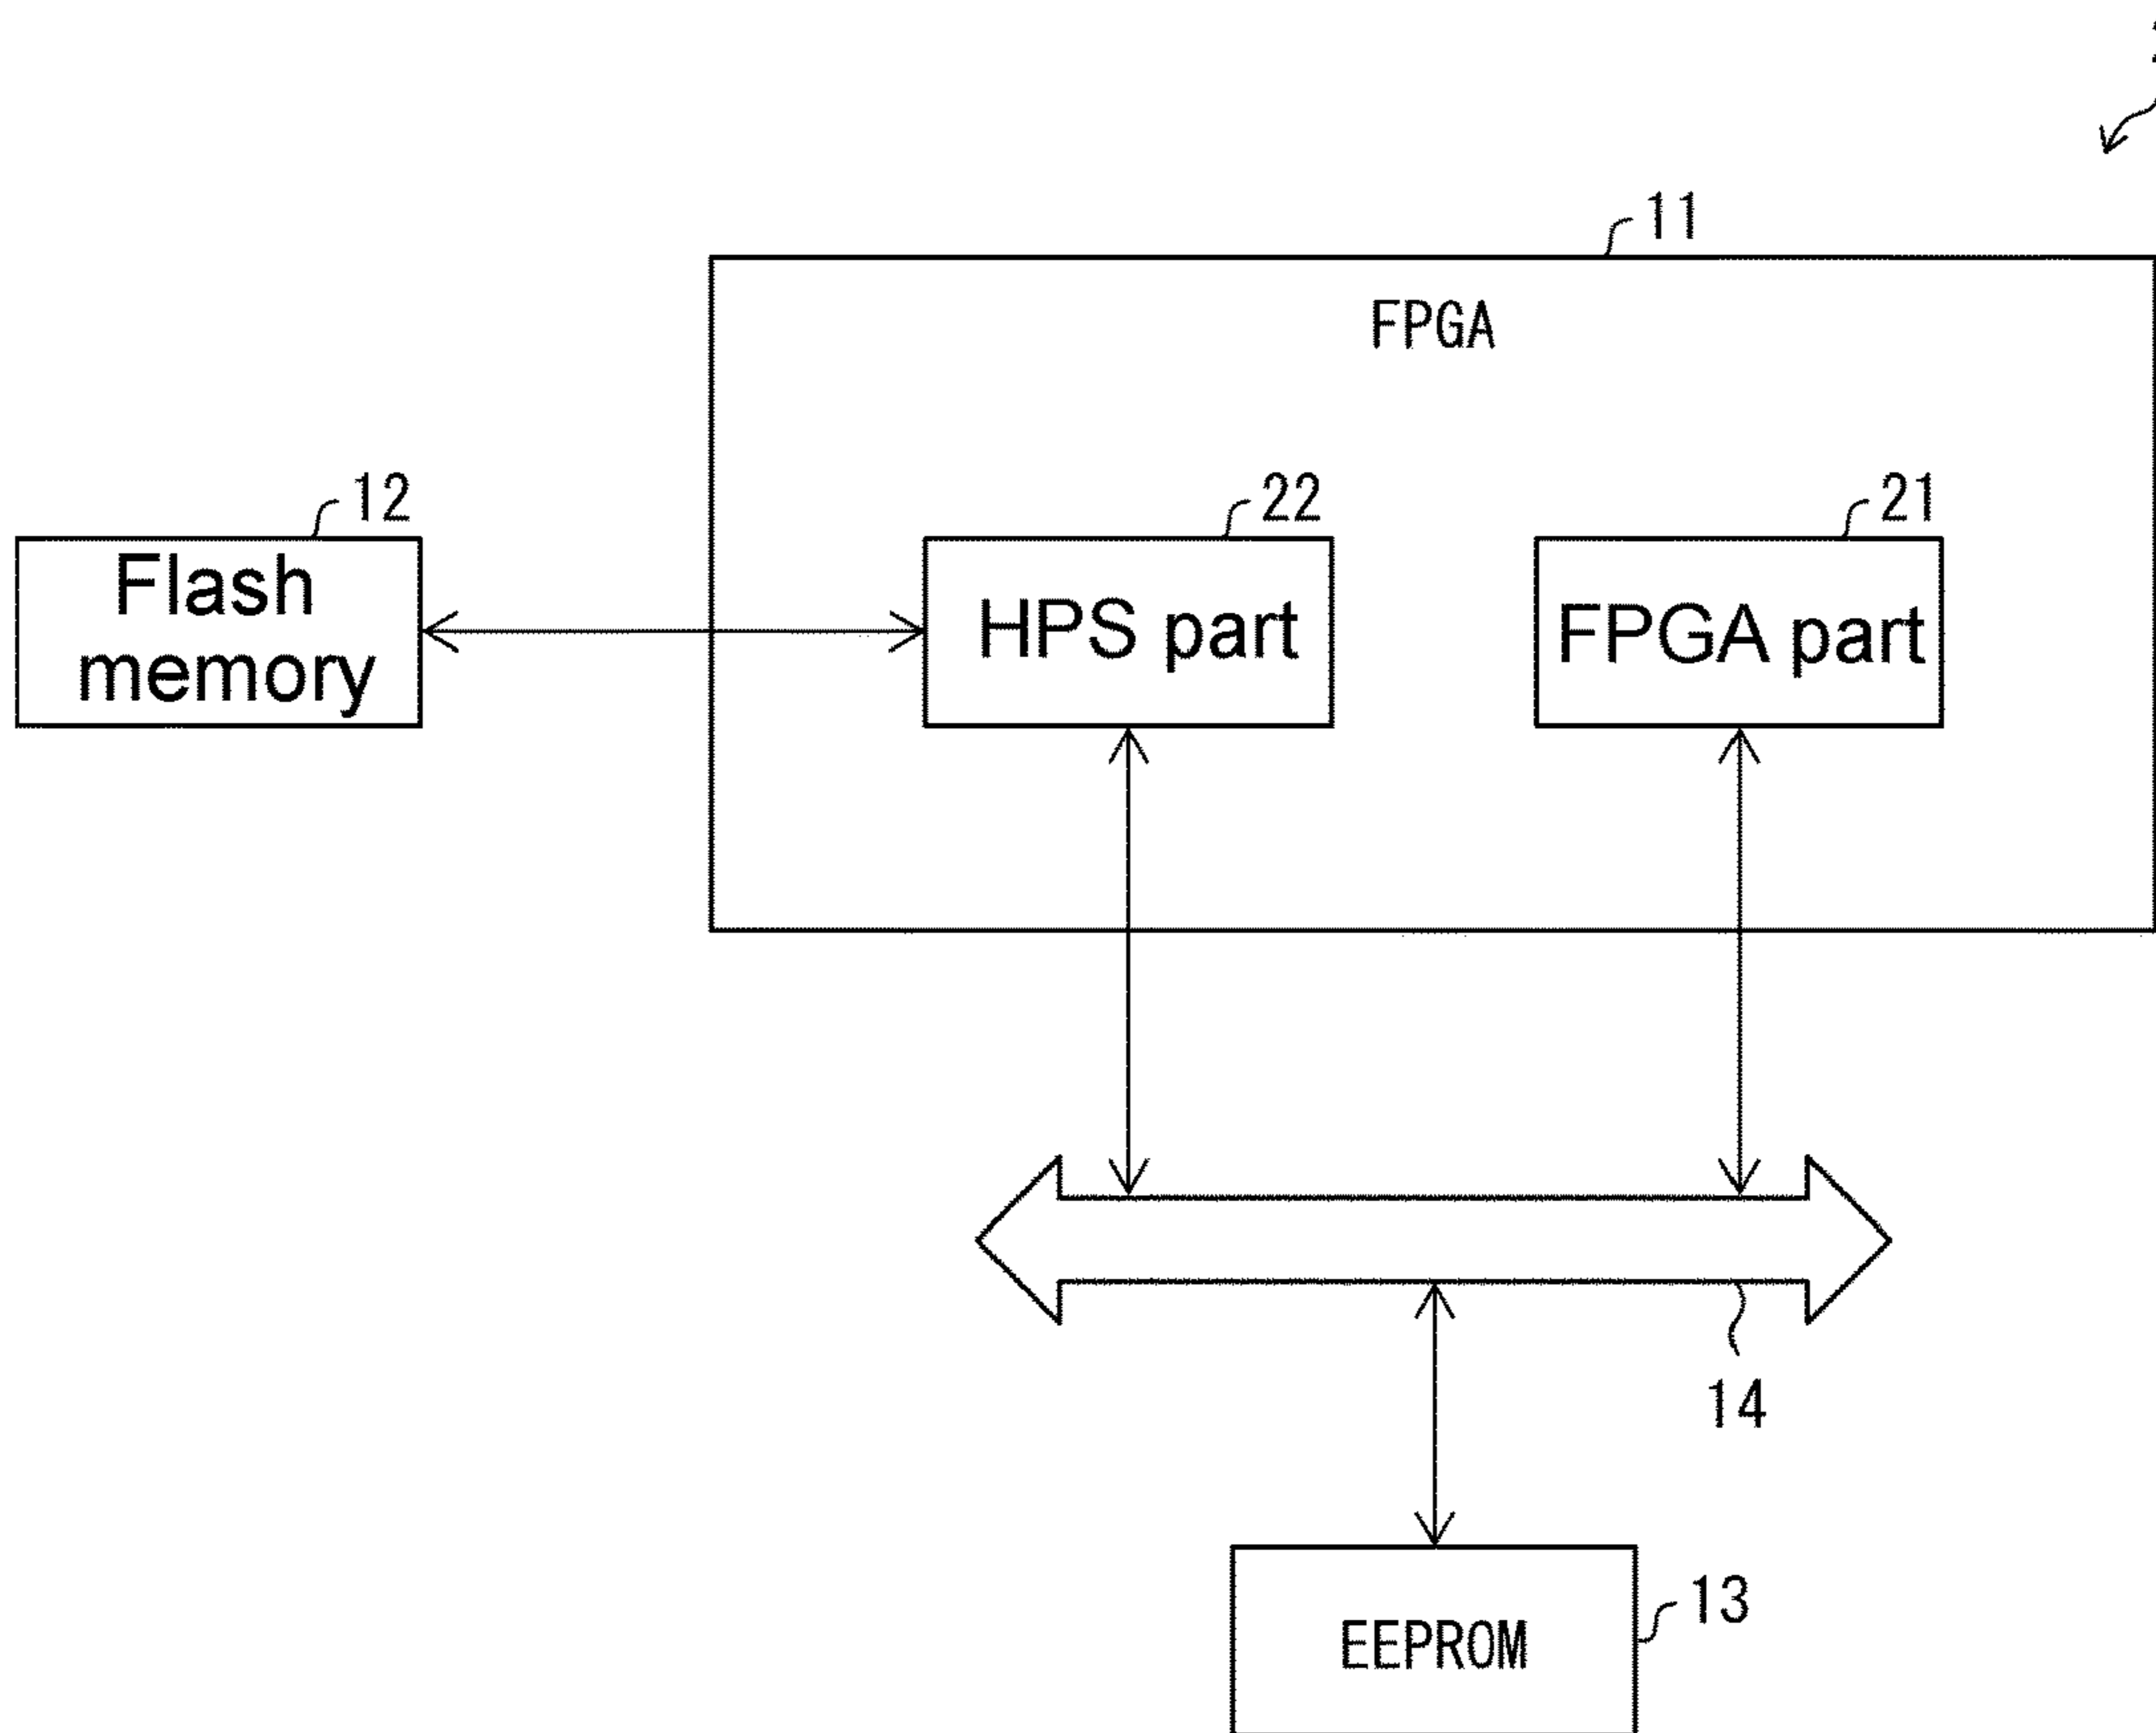 11
FPGA
12
22
21
Flash
memory
HPS part
FPGA part
14
13
EEPROM